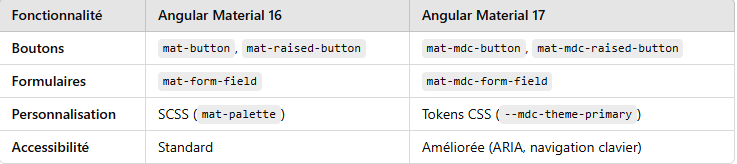 Fonctionnalité Angular Material 16 Angular Material 17
Boutons mat-button, mat-raised-button mat-mdc-button, mat-mdc-raised-button
Formulaires mat-form-field mat-mdc-form-field
Personnalisation SCSS (mat-palette) Tokens CSS (--mdc-theme-primary)
Accessibilité Standard Améliorée (ARIA, navigation clavier)